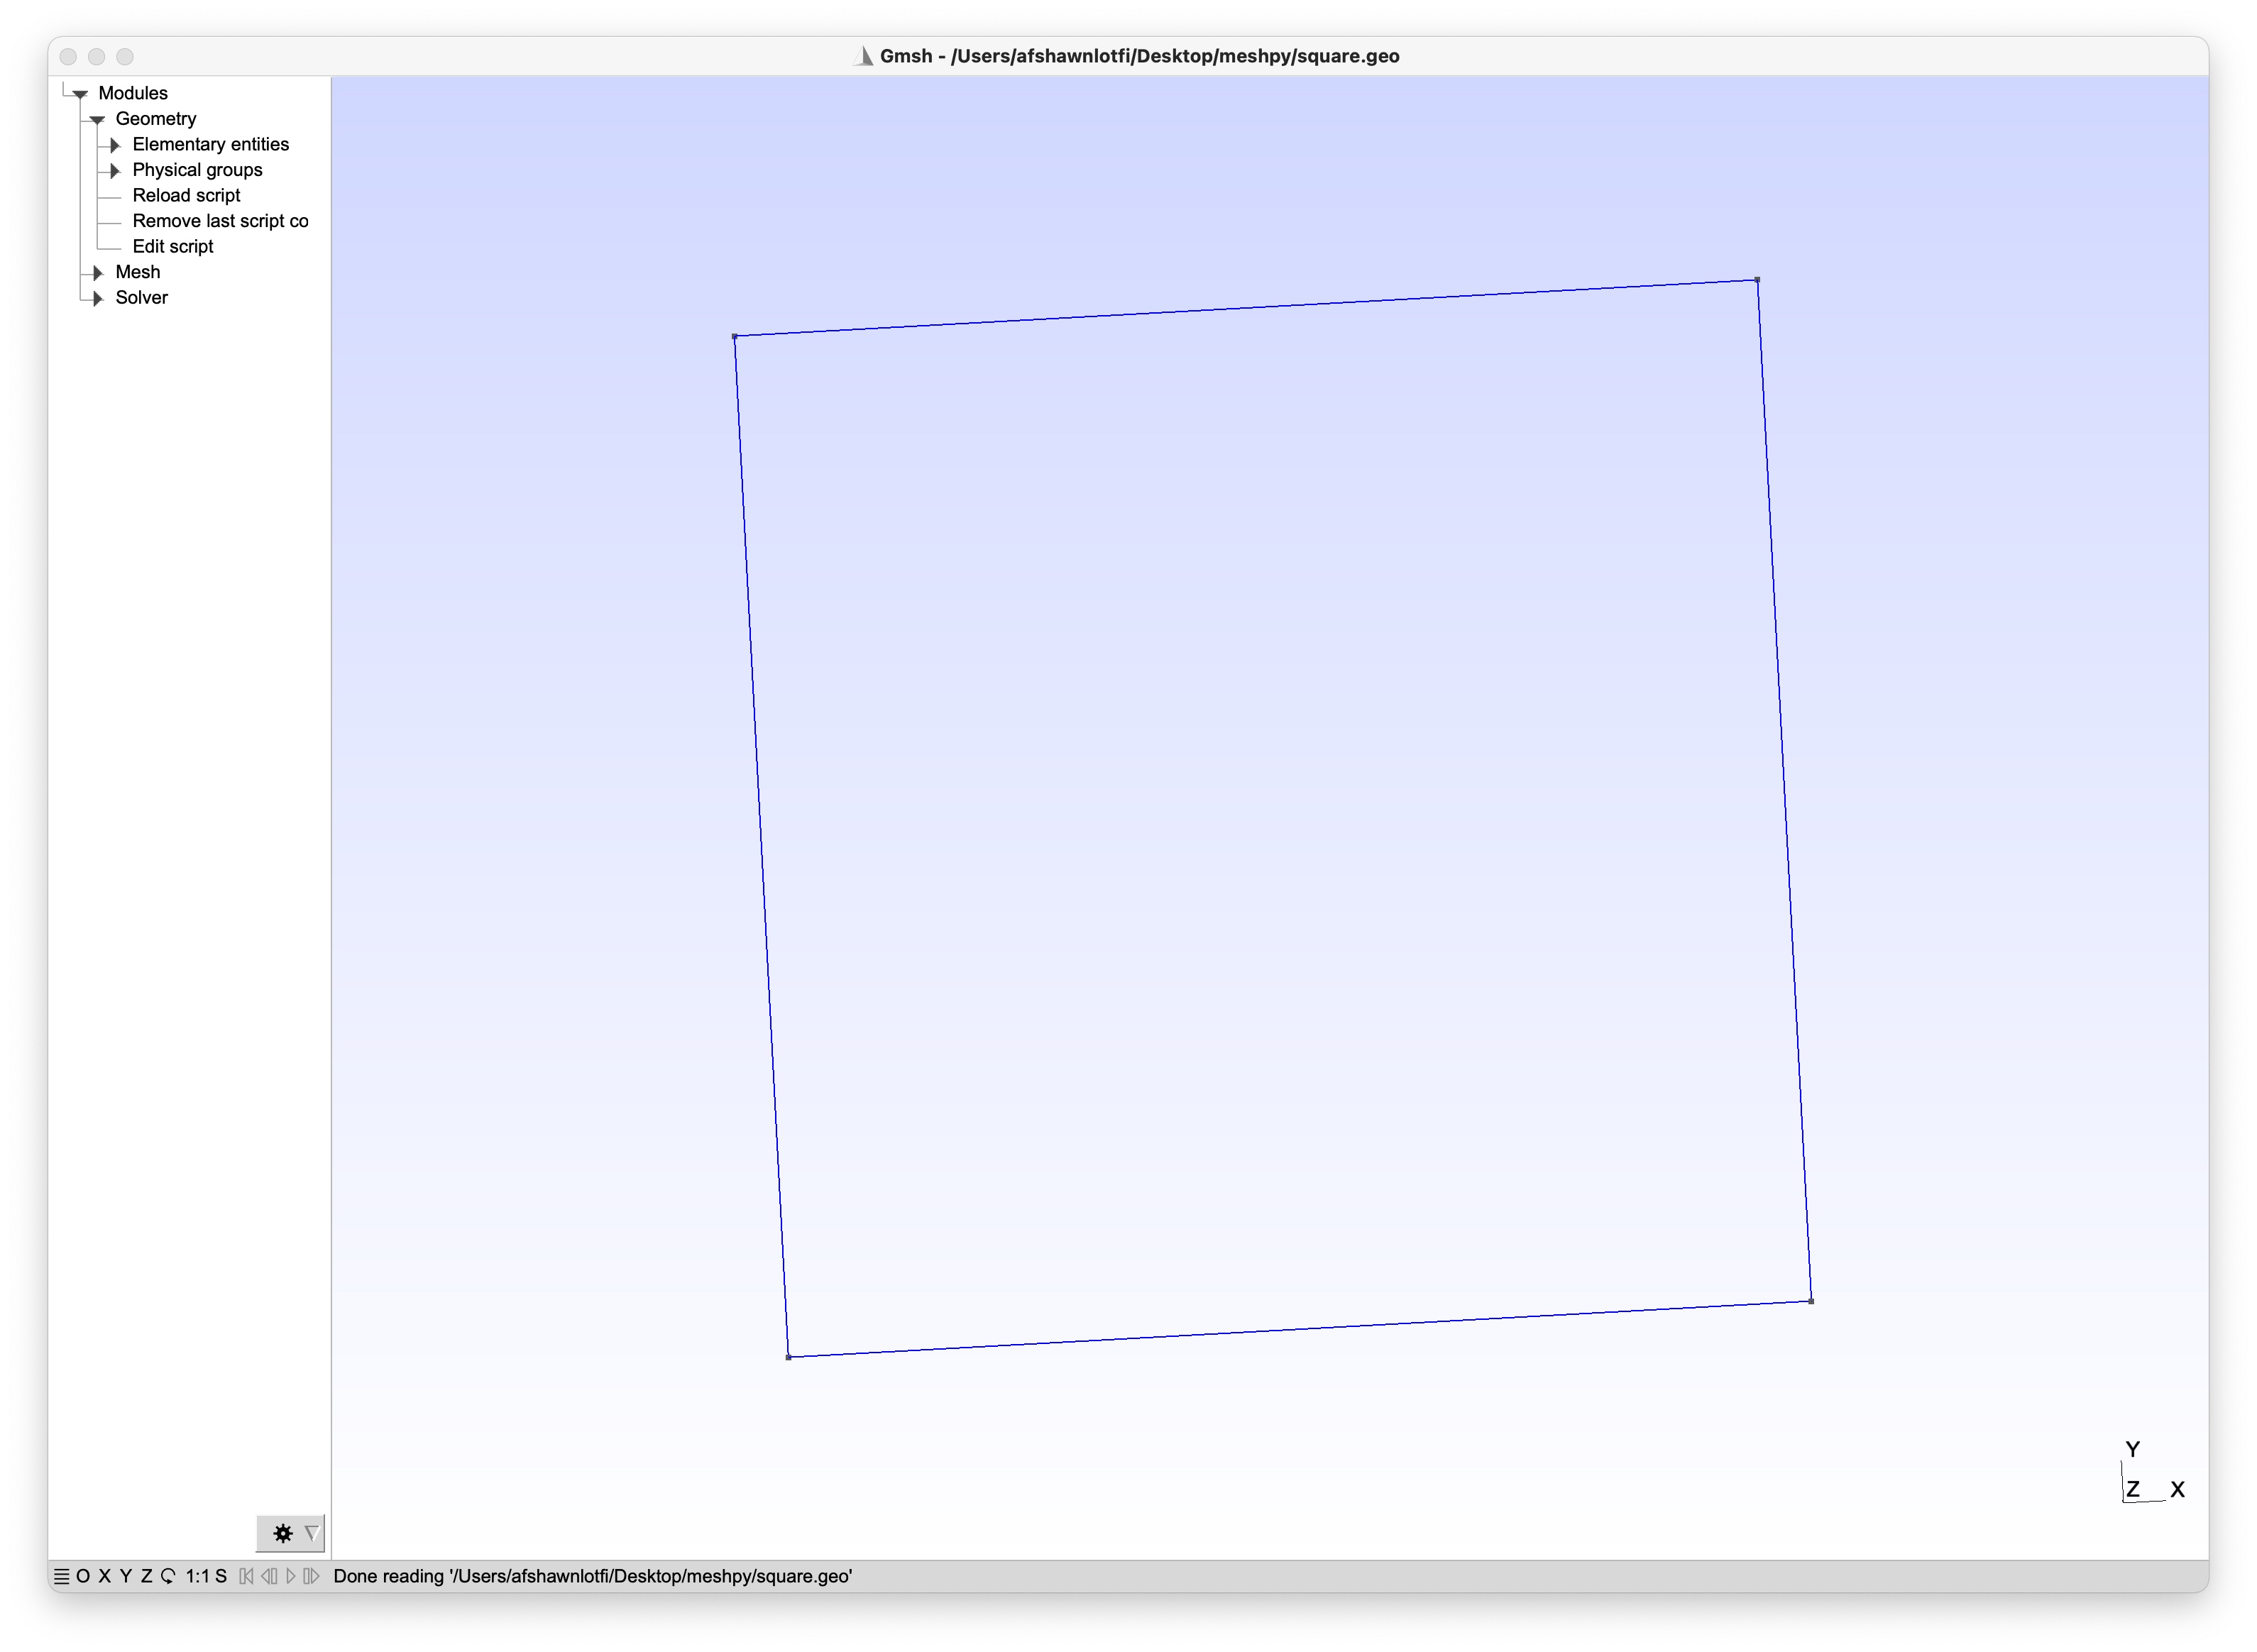 Gmsh - /Users/afshawnlotfi/Desktop/meshpy/square.geo
Modules
Geometry
Elementary entities
Physical groups
Reload script
Remove last script co
Edit script
Mesh
Solver
Y
Z X
O X Y Z 1:1 S Done reading '/Users/afshawnlotfi/Desktop/meshpy/square.geo'